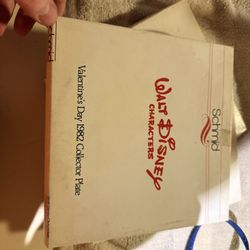 Schmid
WALT DISNEY
CHARACTERS
Valentine's Day 1982 Collector Plate